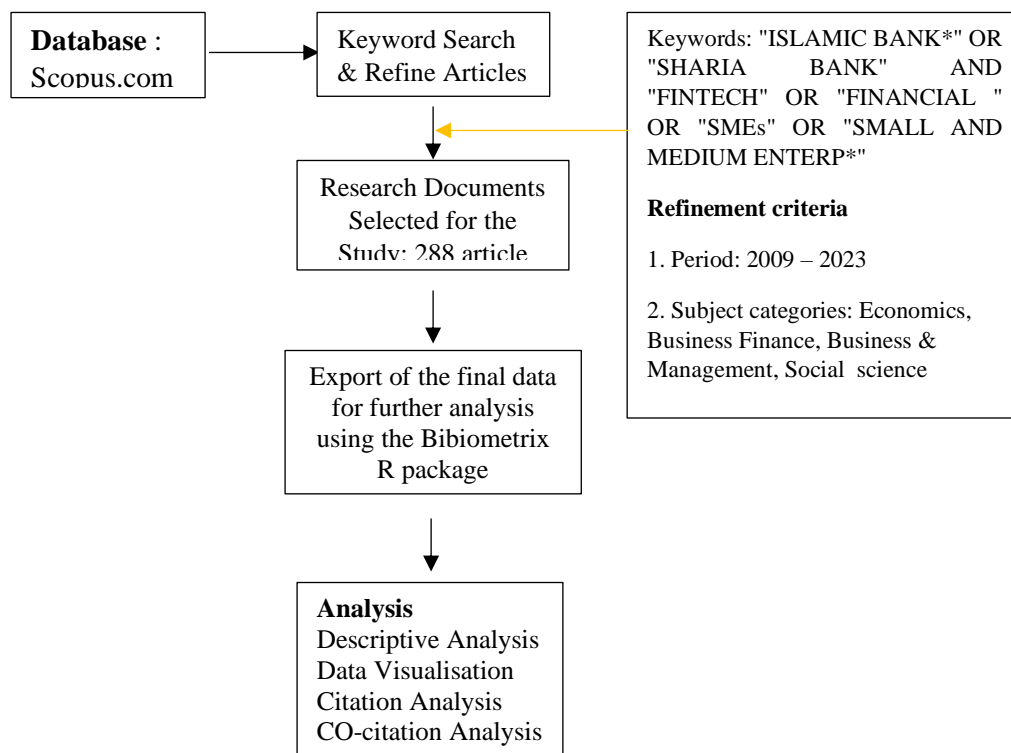 Database :
Scopus.com
Keyword Search
& Refine Articles
Keywords: "ISLAMIC BANK*" OR
"SHARIA BANK" AND
"FINTECH" OR "FINANCIAL "
OR "SMEs" OR "SMALL AND
MEDIUM ENTERP*"
Refinement criteria
1. Period: 2009 – 2023
2. Subject categories: Economics,
Business Finance, Business &
Management, Social science
Research Documents
Selected for the
Study: 288 article
Export of the final data
for further analysis
using the Bibiometrix
R package
Analysis
Descriptive Analysis
Data Visualisation
Citation Analysis
CO-citation Analysis